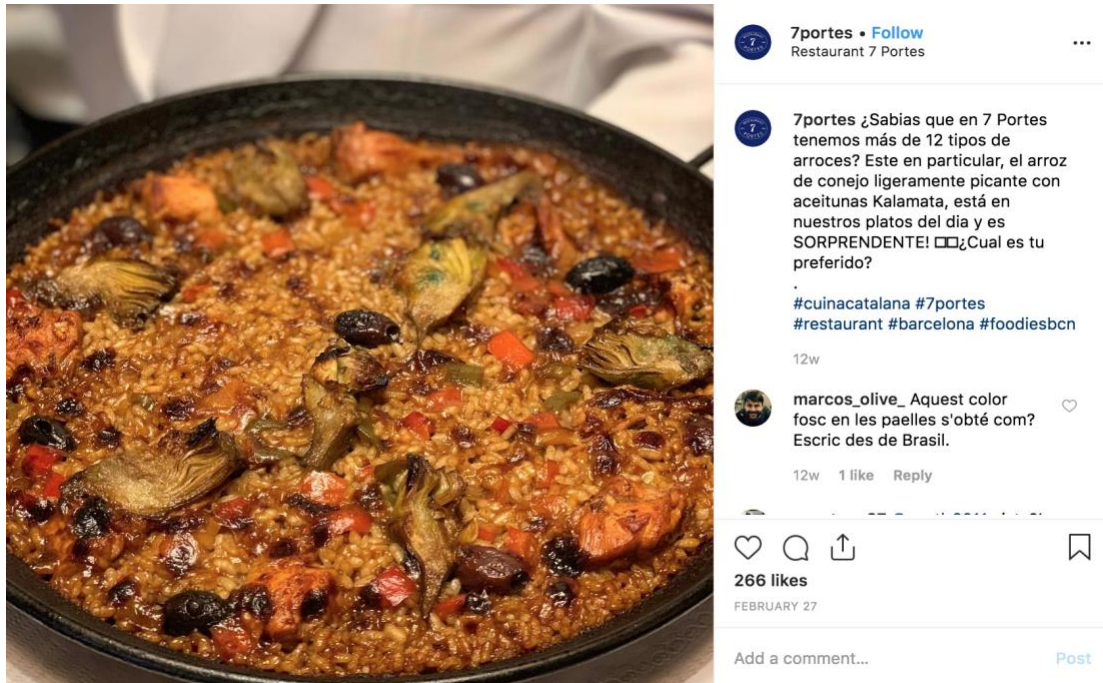 7portes • Follow
Restaurant 7 Portes
7portes ¿Sabias que en 7 Portes
tenemos más de 12 tipos de
arroces? Este en particular, el arroz
de conejo ligeramente picante con
aceitunas Kalamata, está en
nuestros platos del dia y es
SORPRENDENTE! □□¿Cual es tu
preferido?
.
#cuinacatalana #7portes
#restaurant #barcelona #foodiesbcn
12w
marcos_olive_ Aquest color
fosc en les paelles s'obté com?
Escric des de Brasil.
12w 1 like Reply
266 likes
FEBRUARY 27
Add a comment... Post